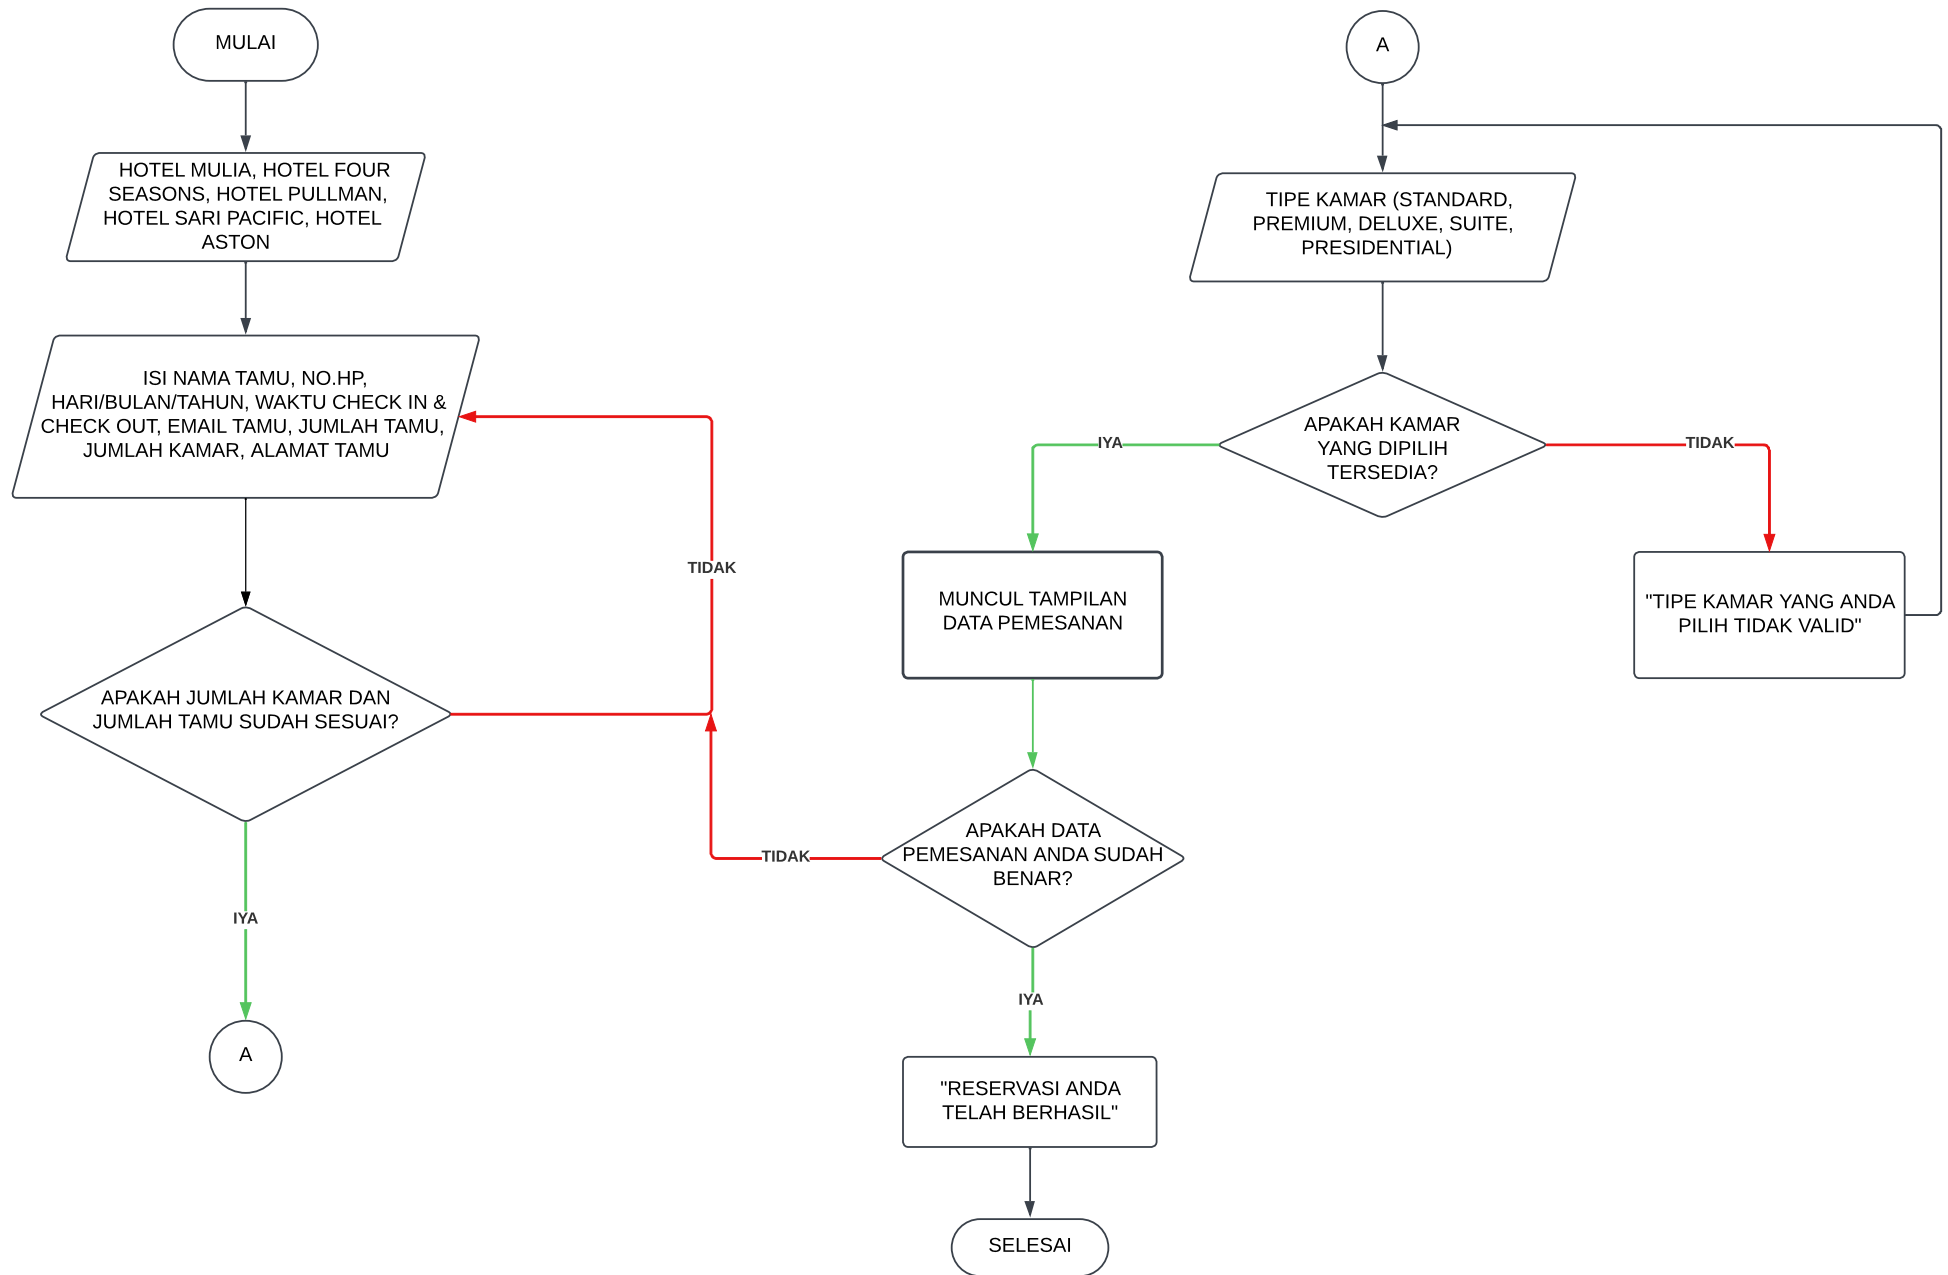 MULAI
HOTEL MULIA, HOTEL FOUR
SEASONS, HOTEL PULLMAN,
HOTEL SARI PACIFIC, HOTEL
ASTON
ISI NAMA TAMU, NO.HP,
HARI/BULAN/TAHUN, WAKTU CHECK IN &
CHECK OUT, EMAIL TAMU, JUMLAH TAMU,
JUMLAH KAMAR, ALAMAT TAMU
TIDAK
APAKAH JUMLAH KAMAR DAN
JUMLAH TAMU SUDAH SESUAI?
IYA
A
A
TIPE KAMAR (STANDARD,
PREMIUM, DELUXE, SUITE,
PRESIDENTIAL)
APAKAH KAMAR
YANG DIPILIH
TERSEDIA?
IYA
TIDAK
MUNCUL TAMPILAN
DATA PEMESANAN
"TIPE KAMAR YANG ANDA
PILIH TIDAK VALID"
APAKAH DATA
PEMESANAN ANDA SUDAH
BENAR?
TIDAK
IYA
"RESERVASI ANDA
TELAH BERHASIL"
SELESAI